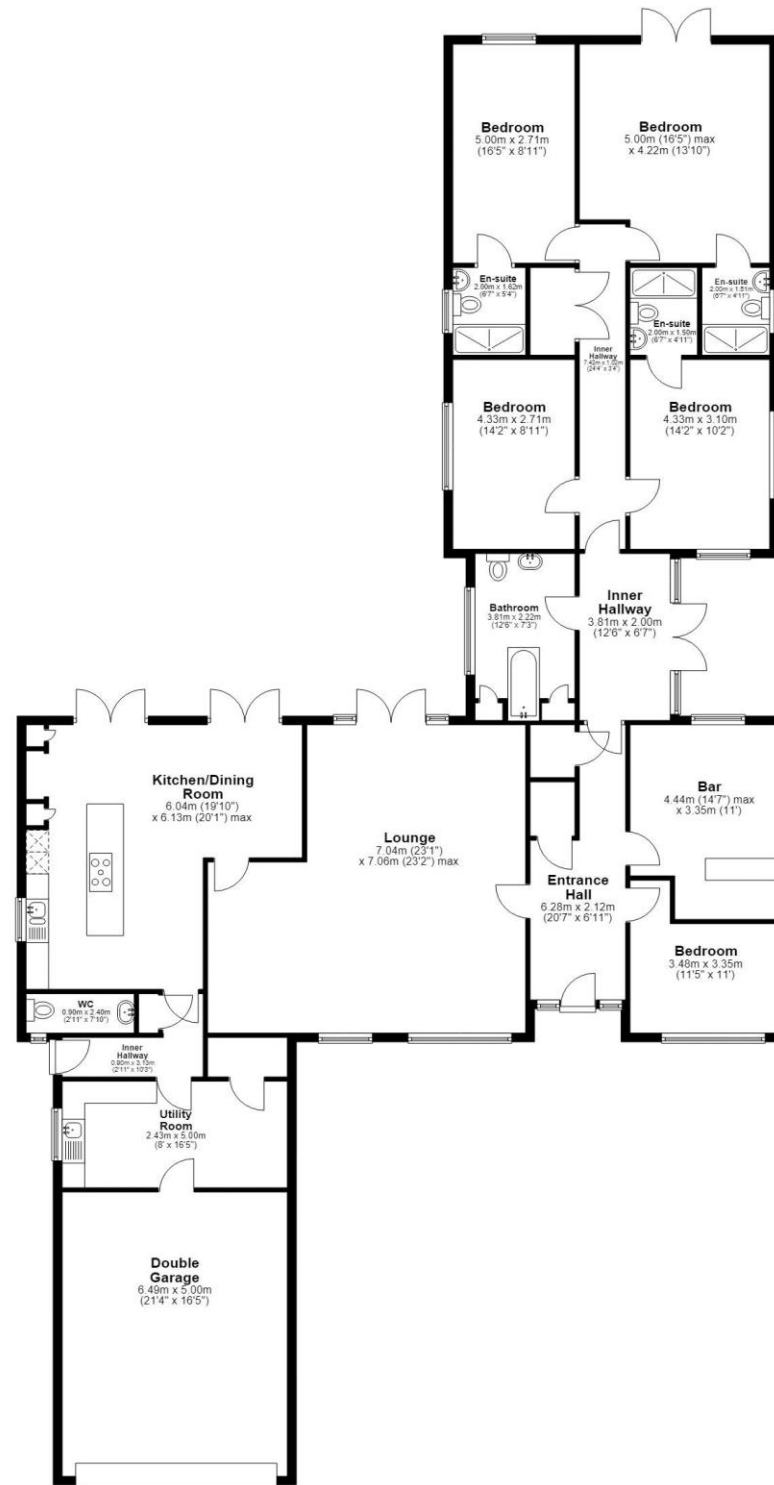 Bedroom
5.00m x 2.71m
(16'5" x 8'11")
Bedroom
5.00m (16'5") max
x 4.22m (13'10")
En-suite
2.00m x 1.62m
(6'7" x 5'4")
En-suite
2.00m x 1.51m
(6'7" x 4'11")
En-suite
2.00m x 1.50m
(6'7" x 4'11")
Inner
Hallway
7.42m x 1.02m
(24'4" x 3'4")
Bedroom
4.33m x 2.71m
(14'2" x 8'11")
Bedroom
4.33m x 3.10m
(14'2" x 10'2")
Bathroom
3.81m x 2.22m
(12'6" x 7'3")
Inner
Hallway
3.81m x 2.00m
(12'6" x 6'7")
Kitchen/Dining
Room
6.04m (19'10")
x 6.13m (20'1") max
Lounge
7.04m (23'1")
x 7.06m (23'2") max
Bar
4.44m (14'7") max
x 3.35m (11')
Entrance
Hall
6.28m x 2.12m
(20'7" x 6'11")
Bedroom
3.48m x 3.35m
(11'5" x 11')
WC
0.90m x 2.40m
(2'11" x 7'10")
Inner
Hallway
0.90m x 3.13m
(2'11" x 10'3")
Utility
Room
2.43m x 5.00m
(8' x 16'5")
Double
Garage
6.49m x 5.00m
(21'4" x 16'5")